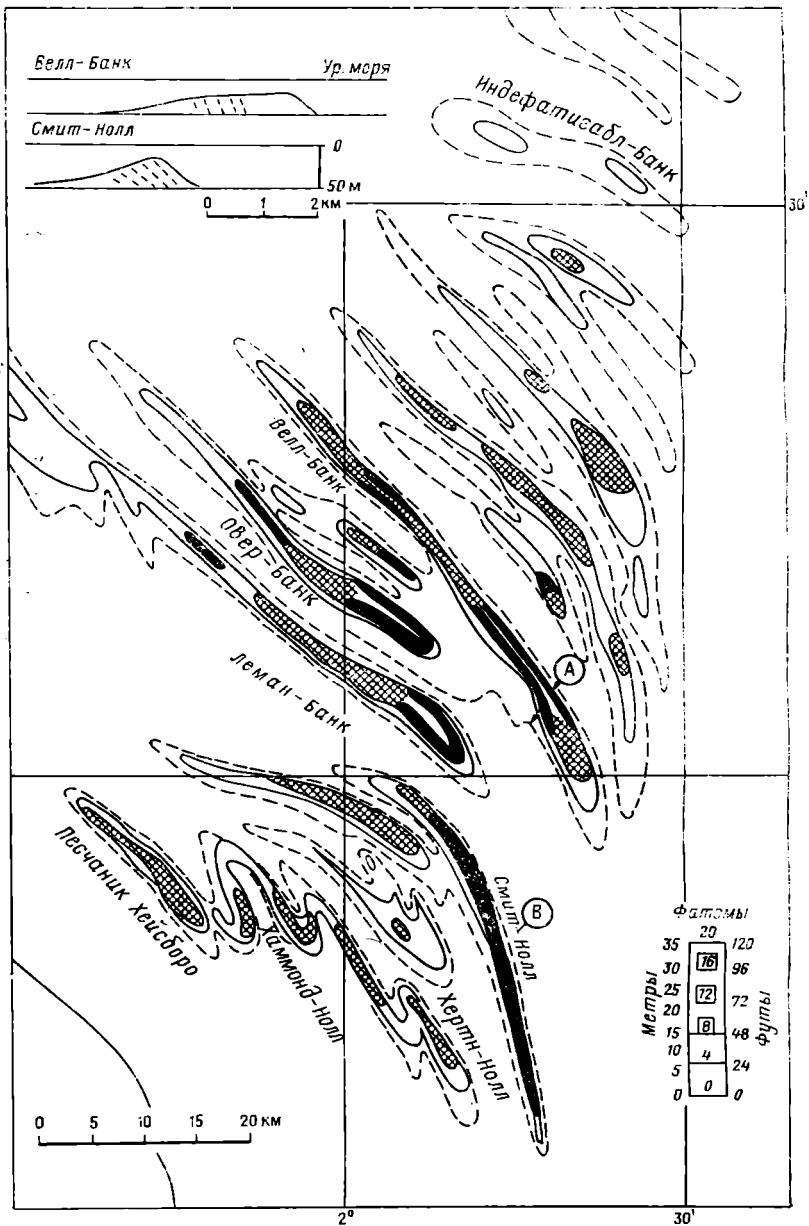 Велл-Банк
Ур. моря
Смит-Нолл
0
50 м
0 1 2 км
Индефатигабл-Банк
30'
Велл-Банк
Овер-Банк
Леман-Банк
А
Песчаник Хейсборо
Хаммонд-Нолл
Хертн-Нолл
Смит-Нолл
В
Фатомы
20
35 120
30 16 96
25
20 12 72
15 8 48
10 4
5 24
0 0 0
Метры
Футы
0 5 10 15 20 км
2°
30'